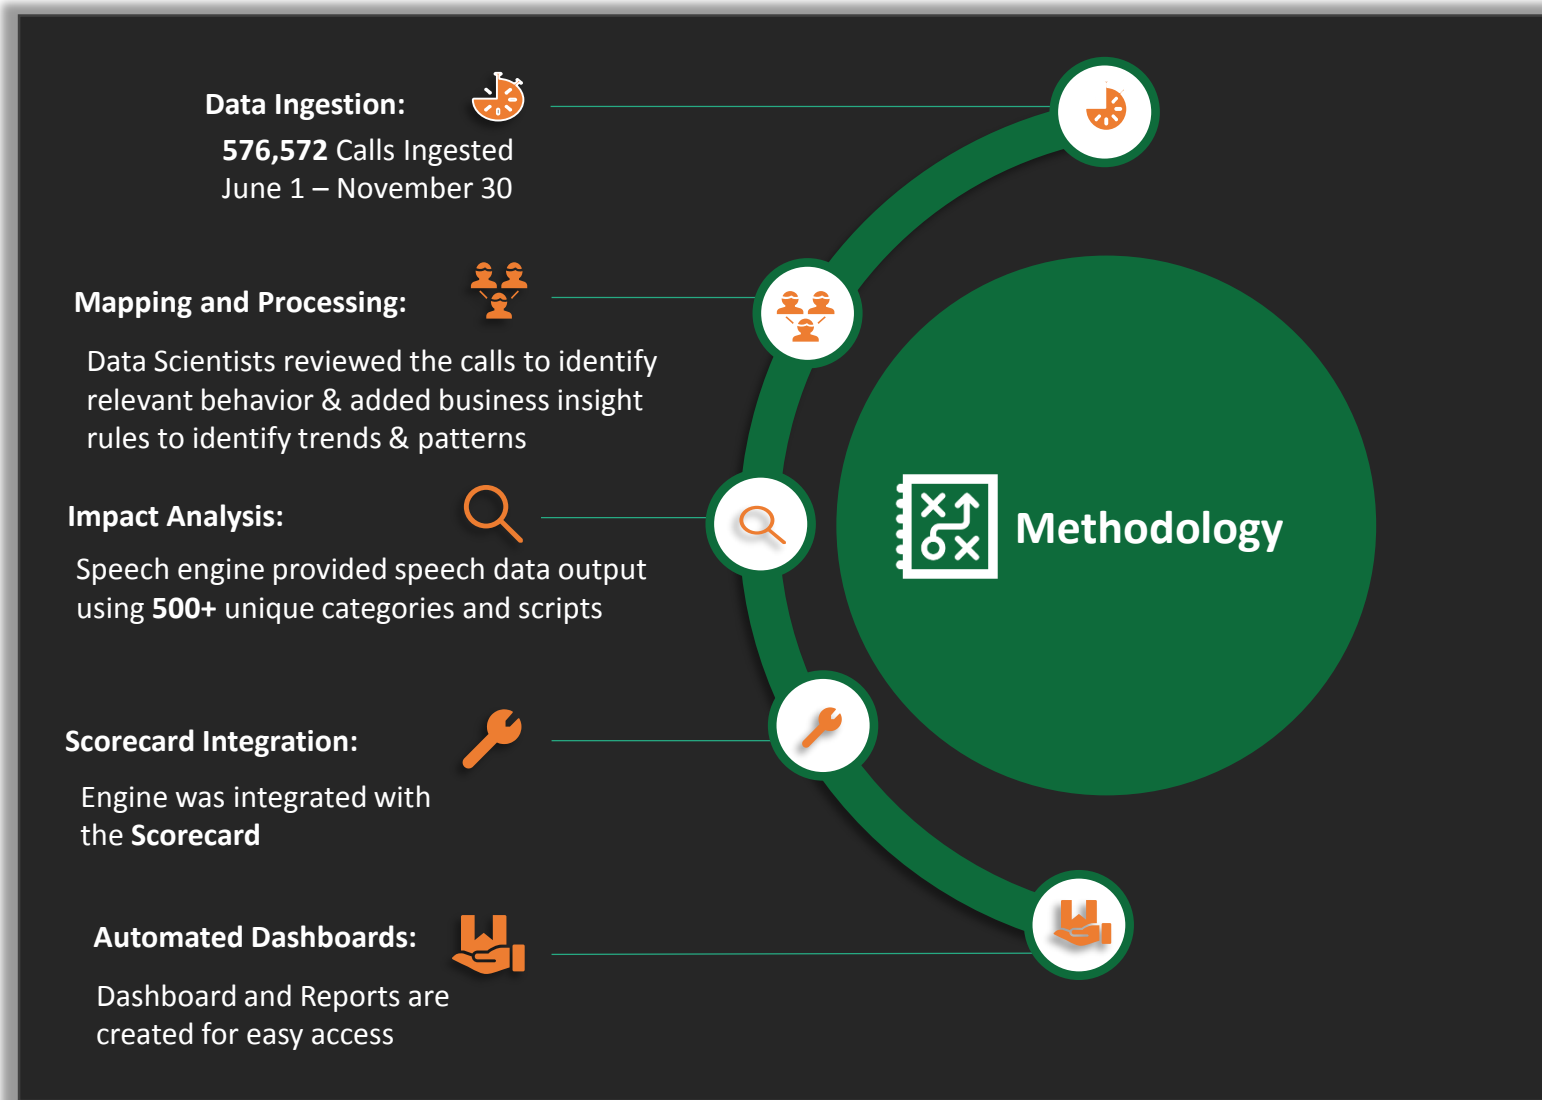 Data Ingestion:
576,572 Calls Ingested
June 1 – November 30
Mapping and Processing:
Data Scientists reviewed the calls to identify
relevant behavior & added business insight
rules to identify trends & patterns
Impact Analysis:
Speech engine provided speech data output
using 500+ unique categories and scripts
Scorecard Integration:
Engine was integrated with
the Scorecard
Automated Dashboards:
Dashboard and Reports are
created for easy access
Methodology